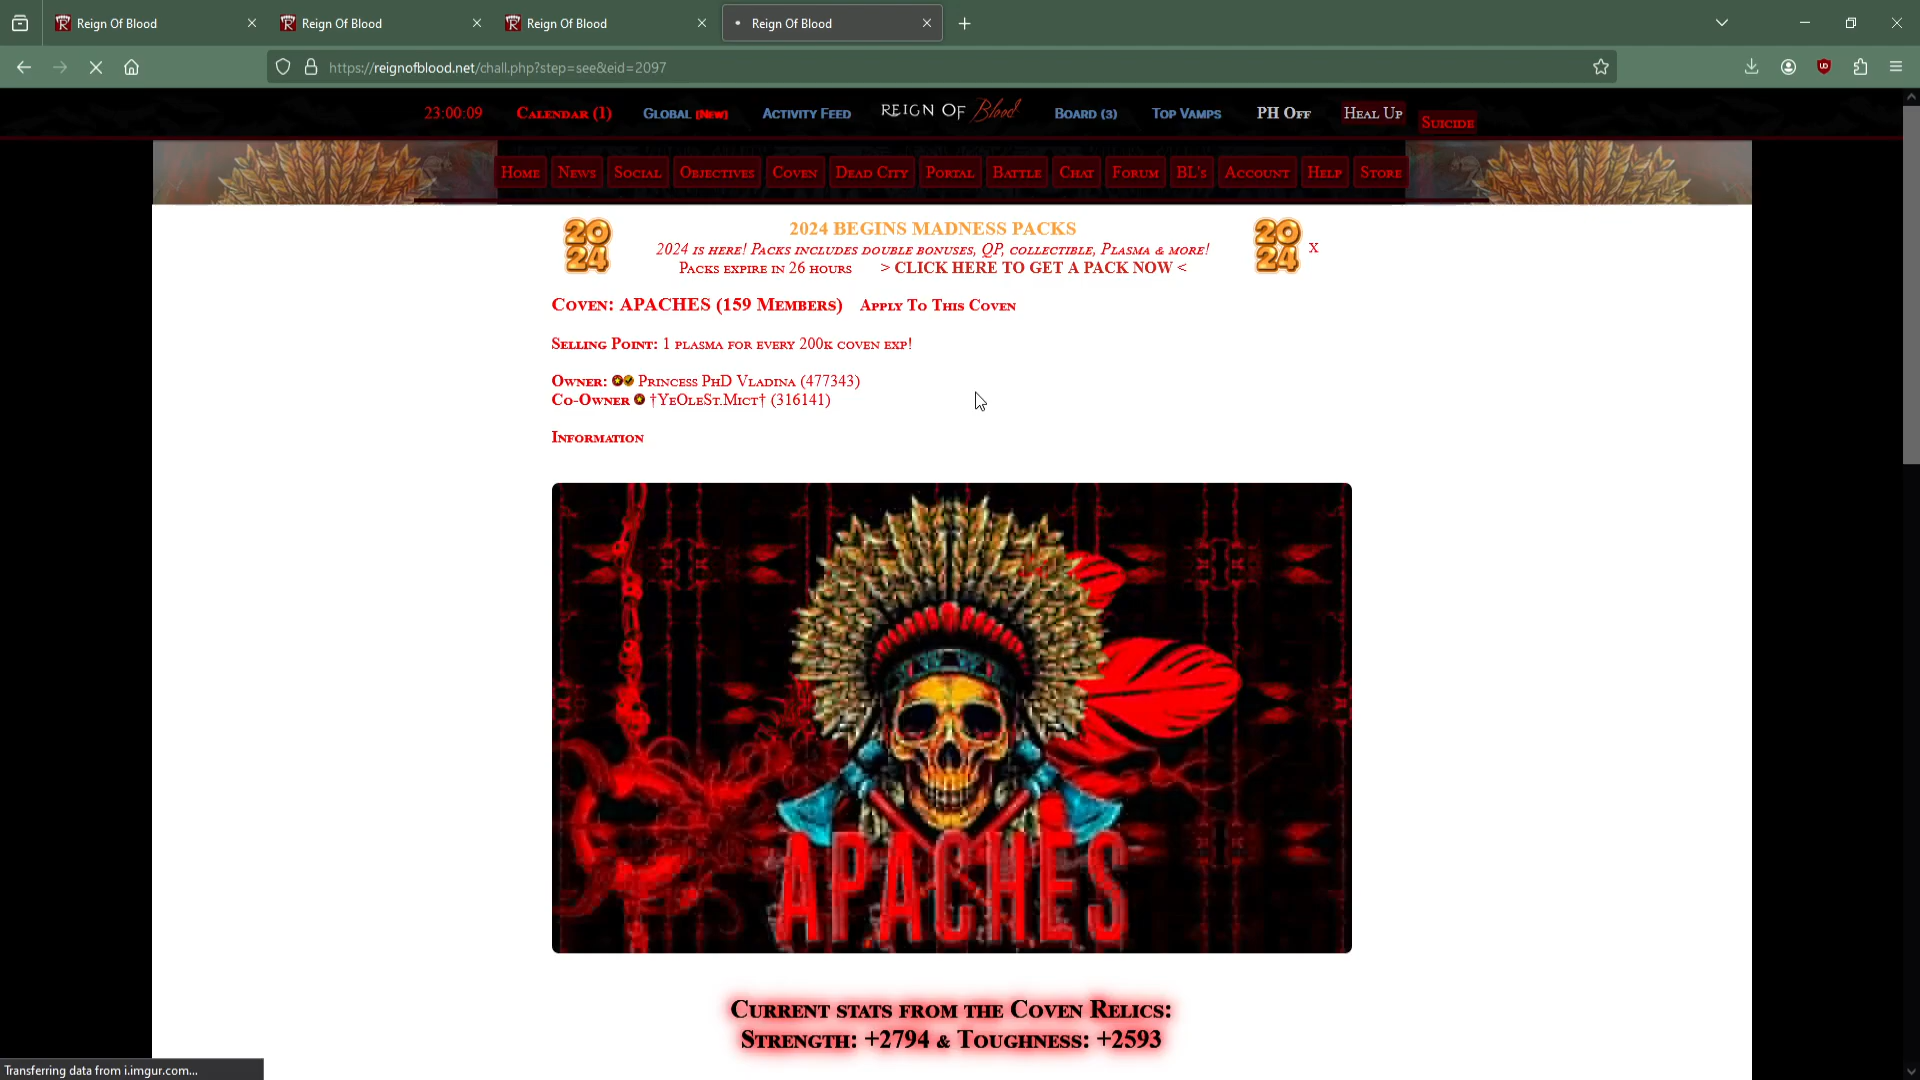 Reign Of Blood
Reign Of Blood
Reign Of Blood
Reign Of Blood
https://reignofblood.net/chall.php?step=see&eid=2097
23:00:09 Calendar (1) Global (New) Activity Feed REIGN OF Blood Board (3) Top Vamps PH Off Heal Up Suicide
Home News Social Objectives Coven Dead City Portal Battle Chat Forum BL's Account Help Store
2024 BEGINS MADNESS PACKS
20 24
2024 is here! Packs includes double bonuses, QP, collectible, Plasma & more!
20 24
X
Packs expire in 26 hours > CLICK HERE TO GET A PACK NOW <
Coven: APACHES (159 Members) Apply To This Coven
Selling Point: 1 plasma for every 200k coven exp!
Owner: Princess PhD Vladina (477343)
Co-Owner †YeOleSt.Mict† (316141)
Information
APACHES
Current stats from the Coven Relics:
Strength: +2794 & Toughness: +2593
Transferring data from i.imgur.com...